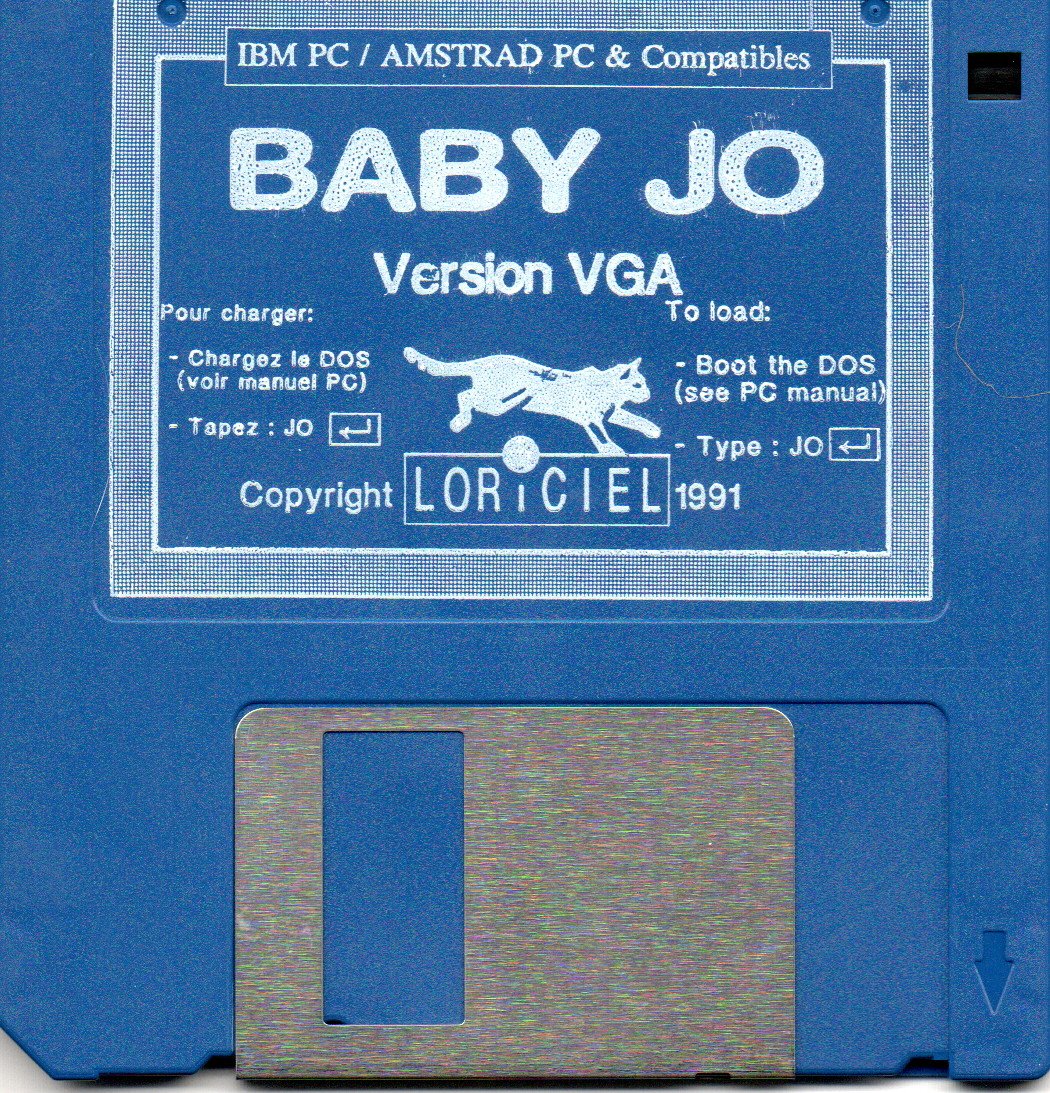 IBM PC / AMSTRAD PC & Compatibles
BABY JO
Version VGA
Pour charger:
- Chargez le DOS
(voir manuel PC)
- Tapez : JO
To load:
- Boot the DOS
(see PC manual)
- Type : JO
Copyright LORICIEL 1991